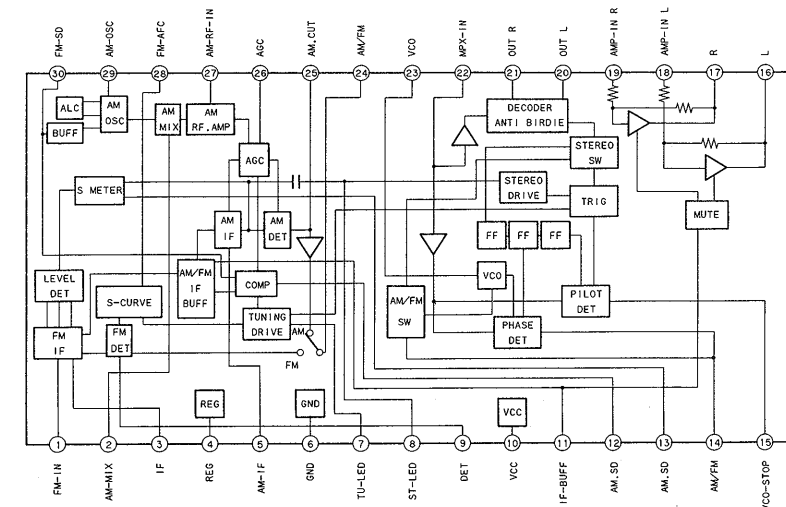 FM-SD
AM-OSC
FM-AFC
AM-RF-IN
AGC
AM.CUT
AM/FM
VCO
MPX-IN
OUT R
OUT L
AMP-IN R
AMP-IN L
R
L
30
29
28
27
26
25
24
23
22
21
20
19
18
17
16
ALC
AM
OSC
BUFF
AM
MIX
AM
RF.AMP
DECODER
ANTI BIRDIE
AGC
STEREO
SW
S METER
STEREO
DRIVE
TRIG
AM
IF
AM
DET
MUTE
FF
FF
FF
LEVEL
DET
AM/FM
IF
BUFF
COMP
VCO
S-CURVE
AM/FM
SW
PILOT
DET
TUNING
DRIVE
AM
FM
IF
FM
DET
PHASE
DET
FM
REG
GND
VCC
1
2
3
4
5
6
7
8
9
10
11
12
13
14
15
FM-IN
AM-MIX
IF
REG
AM-IF
GND
TU-LED
ST-LED
DET
VCC
IF-BUFF
AM.SD
AM.SD
AM/FM
VCO-STOP